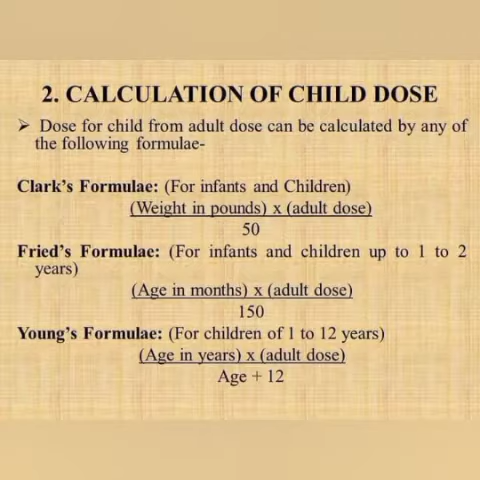 2. CALCULATION OF CHILD DOSE
➢ Dose for child from adult dose can be calculated by any of
the following formulae-
Clark's Formulae: (For infants and Children)
(Weight in pounds) x (adult dose)
50
Fried's Formulae: (For infants and children up to 1 to 2
years)
(Age in months) x (adult dose)
150
Young's Formulae: (For children of 1 to 12 years)
(Age in years) x (adult dose)
Age + 12